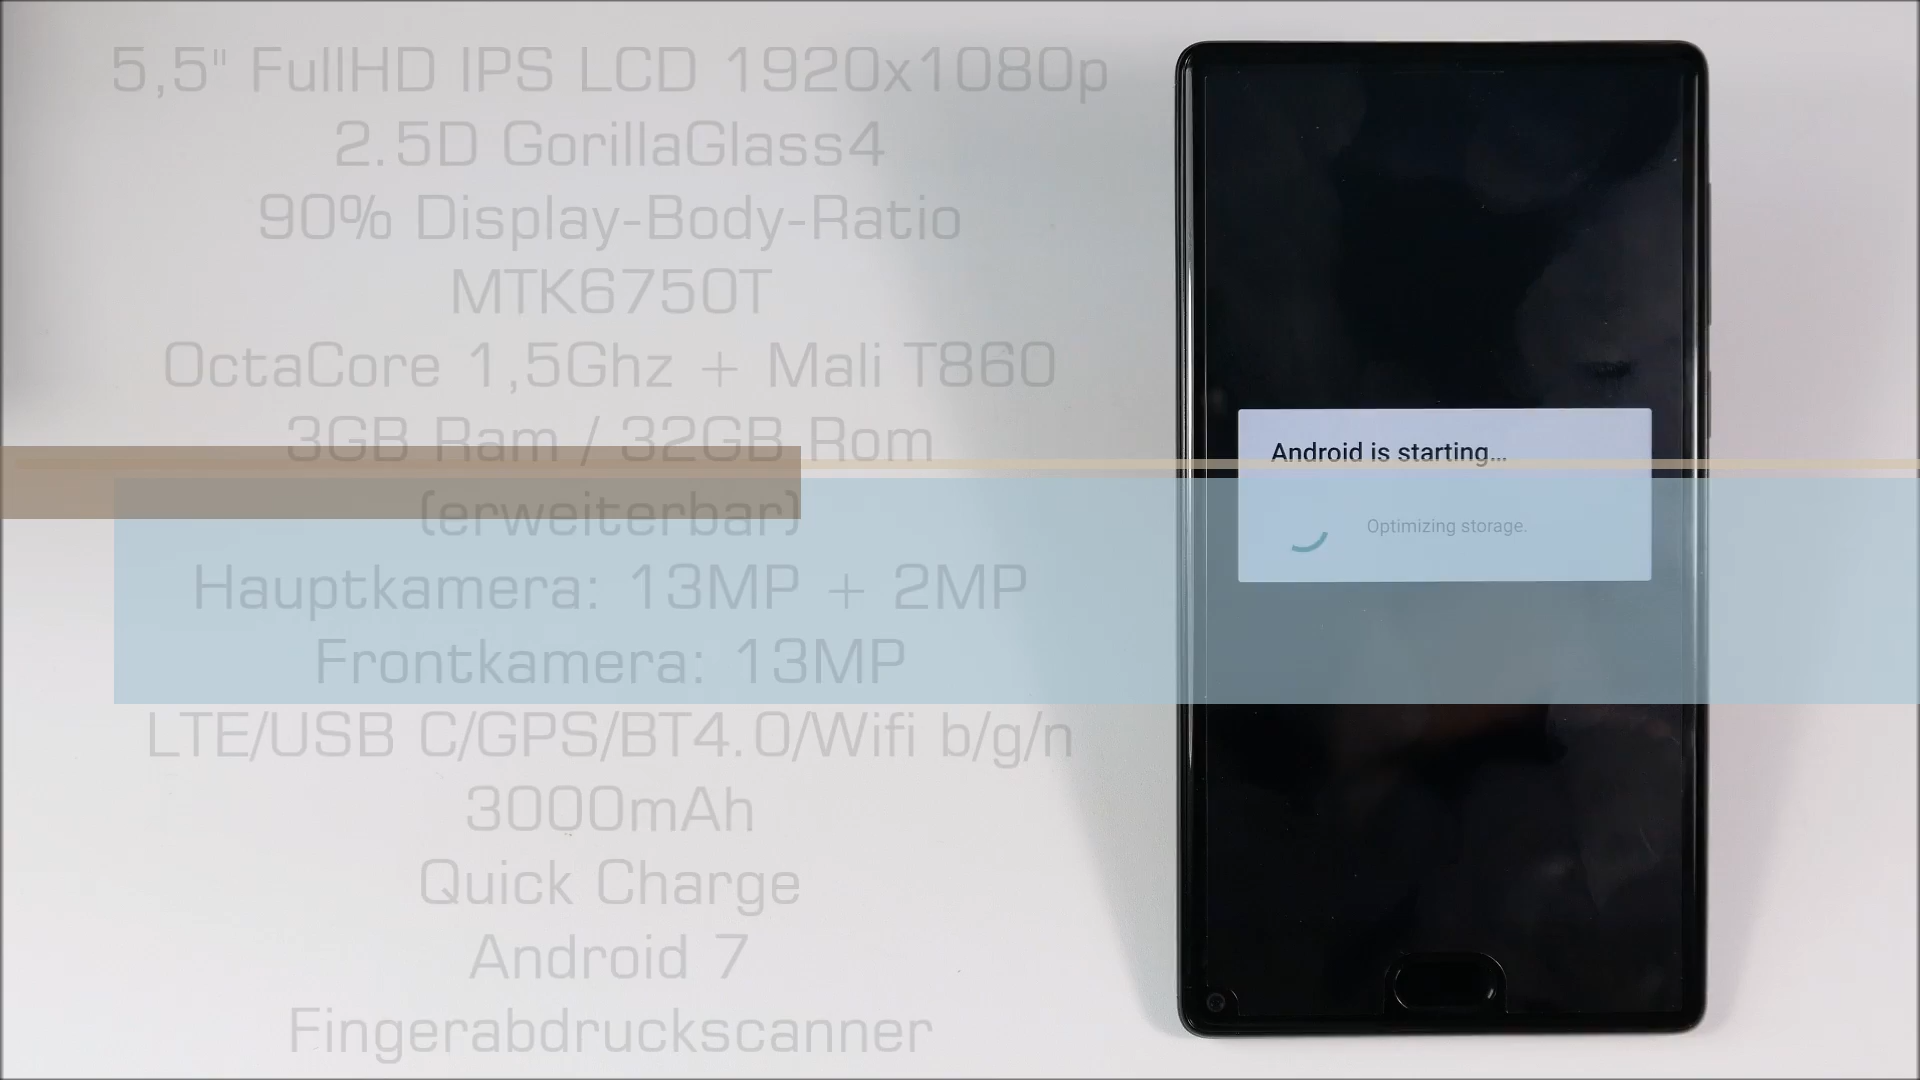 5,5" FullHD IPS LCD 1920x1080p
2.5D GorillaGlass4
90% Display-Body-Ratio
MTK6750T
OctaCore 1,5Ghz + Mali T860
3GB Ram / 32GB Rom
(erweiterbar)
Hauptkamera: 13MP + 2MP
Frontkamera: 13MP
LTE/USB C/GPS/BT4.0/Wifi b/g/n
3000mAh
Quick Charge
Android 7
Fingerabdruckscanner
Android is starting...
Optimizing storage.